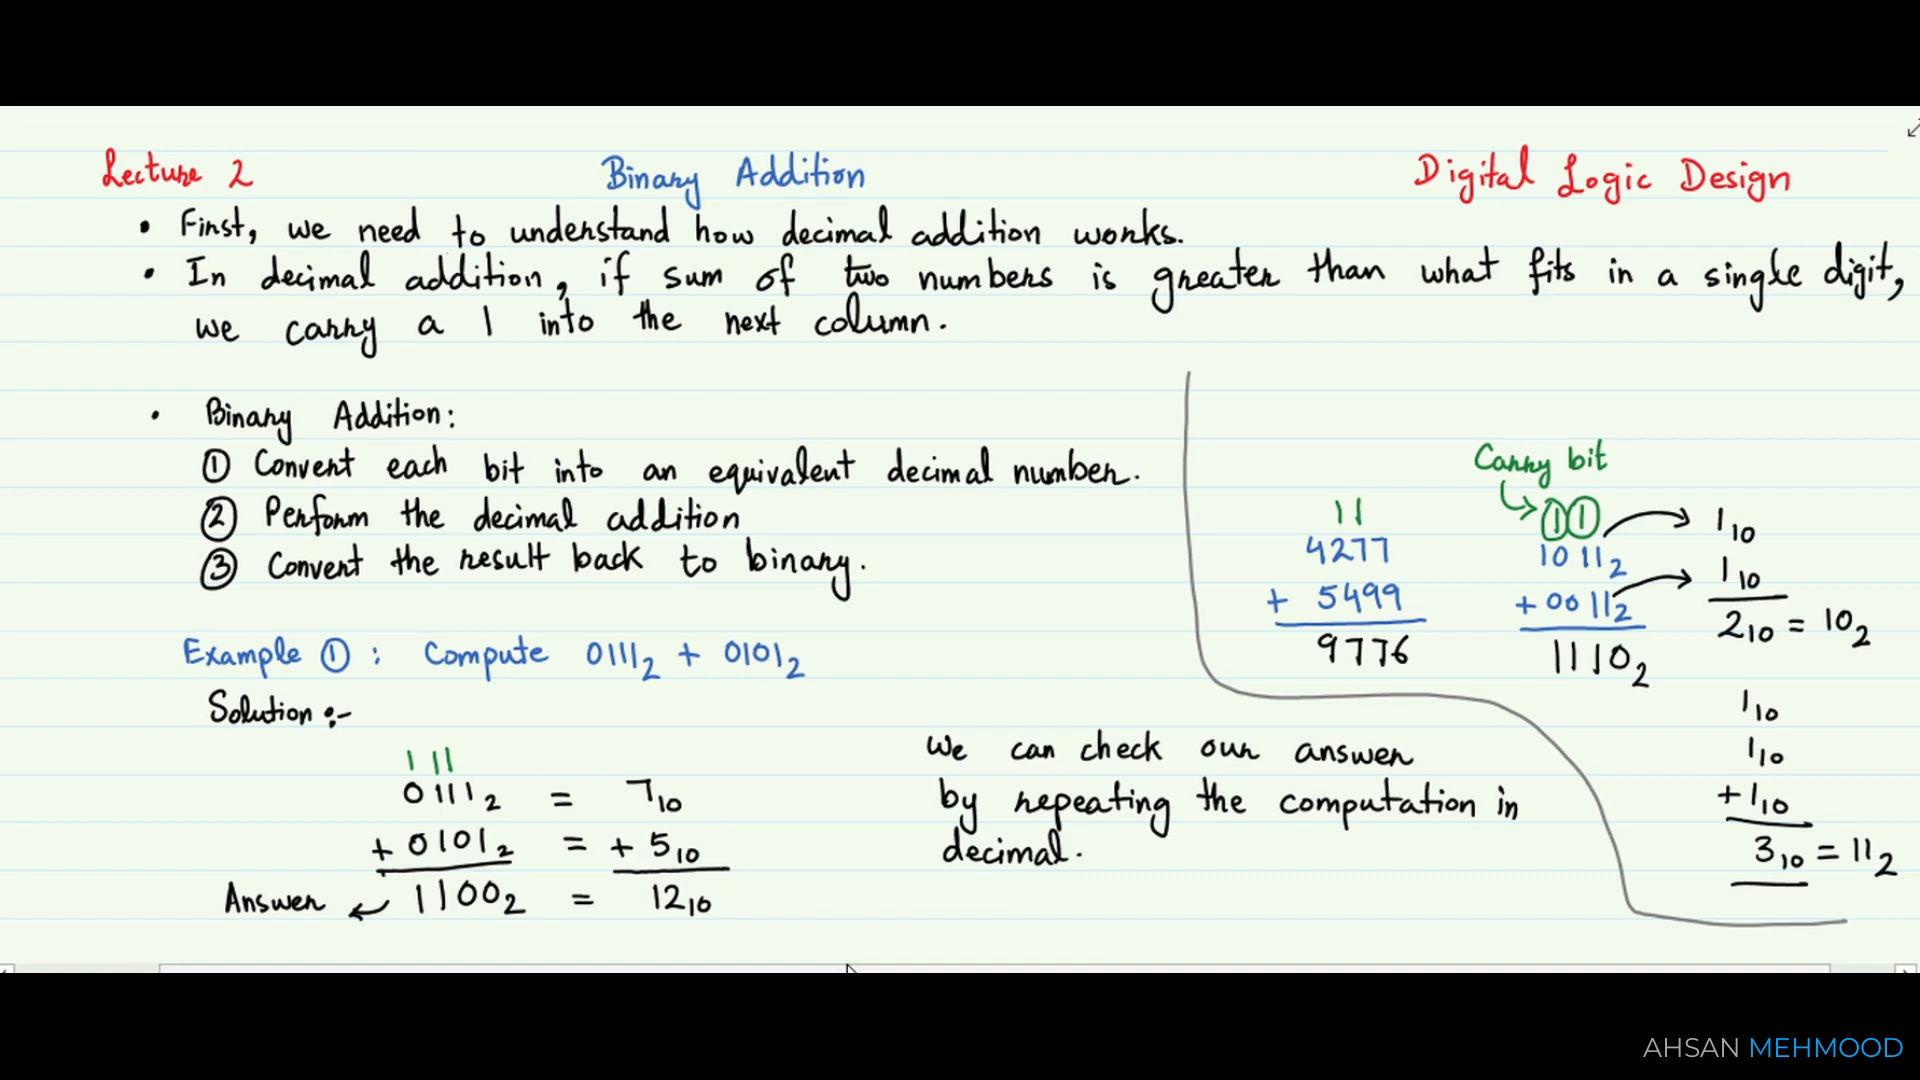 Lecture 2 Binary Addition Digital Logic Design
• First, we need to understand how decimal addition works.
• In decimal addition, if sum of two numbers is greater than what fits in a single digit,
we carry a 1 into the next column.
• Binary Addition:
① Convert each bit into an equivalent decimal number.
② Perform the decimal addition
③ Convert the result back to binary.
Example ① : Compute 0111₂ + 0101₂
Solution :-
1 11
0111₂ = 7₁₀
+ 0101₂ = + 5₁₀
Answer ↙ 1100₂ = 12₁₀
We can check our answer
by repeating the computation in
decimal.
11
4277
+ 5499
9776
Carry bit
①①
1011₂
+ 0011₂
1110₂
1₁₀
1₁₀
2₁₀ = 10₂
1₁₀
1₁₀
+ 1₁₀
3₁₀ = 11₂
AHSAN MEHMOOD